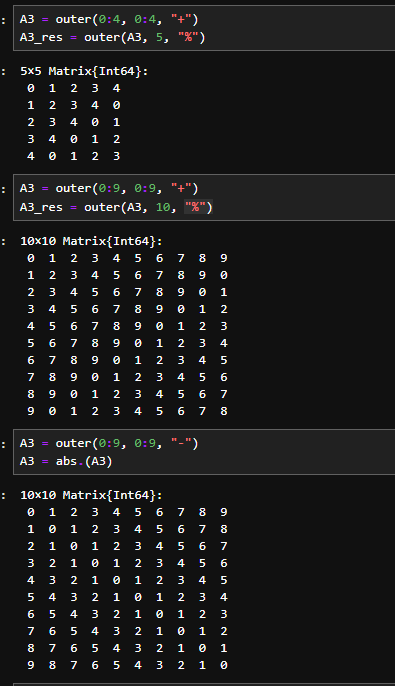 : A3 = outer(0:4, 0:4, "+")
A3_res = outer(A3, 5, "%")
: 5×5 Matrix{Int64}:
0 1 2 3 4
1 2 3 4 0
2 3 4 0 1
3 4 0 1 2
4 0 1 2 3
: A3 = outer(0:9, 0:9, "+")
A3_res = outer(A3, 10, "%")
: 10×10 Matrix{Int64}:
0 1 2 3 4 5 6 7 8 9
1 2 3 4 5 6 7 8 9 0
2 3 4 5 6 7 8 9 0 1
3 4 5 6 7 8 9 0 1 2
4 5 6 7 8 9 0 1 2 3
5 6 7 8 9 0 1 2 3 4
6 7 8 9 0 1 2 3 4 5
7 8 9 0 1 2 3 4 5 6
8 9 0 1 2 3 4 5 6 7
9 0 1 2 3 4 5 6 7 8
: A3 = outer(0:9, 0:9, "-")
A3 = abs.(A3)
: 10×10 Matrix{Int64}:
0 1 2 3 4 5 6 7 8 9
1 0 1 2 3 4 5 6 7 8
2 1 0 1 2 3 4 5 6 7
3 2 1 0 1 2 3 4 5 6
4 3 2 1 0 1 2 3 4 5
5 4 3 2 1 0 1 2 3 4
6 5 4 3 2 1 0 1 2 3
7 6 5 4 3 2 1 0 1 2
8 7 6 5 4 3 2 1 0 1
9 8 7 6 5 4 3 2 1 0